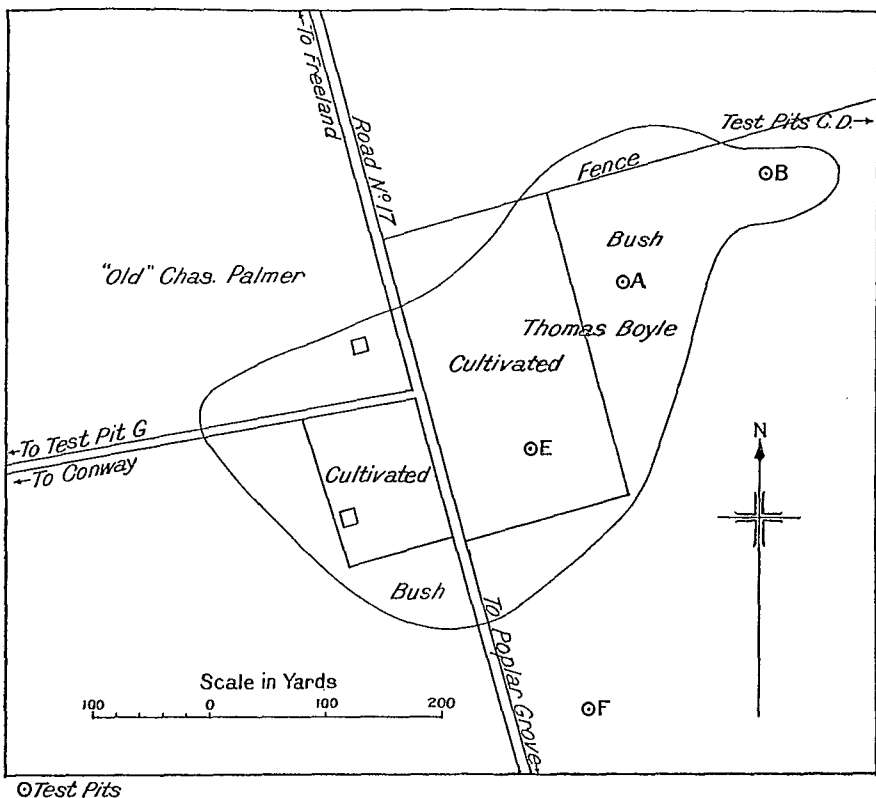 ←To Freeland
Road Nº 17
Test Pits C.D.→
Fence
⊙B
Bush
"Old" Chas. Palmer
⊙A
Thomas Boyle
Cultivated
←To Test Pit G
←To Conway
Cultivated
⊙E
N
Bush
To Poplar Grove→
Scale in Yards
100 0 100 200
⊙F
⊙Test Pits